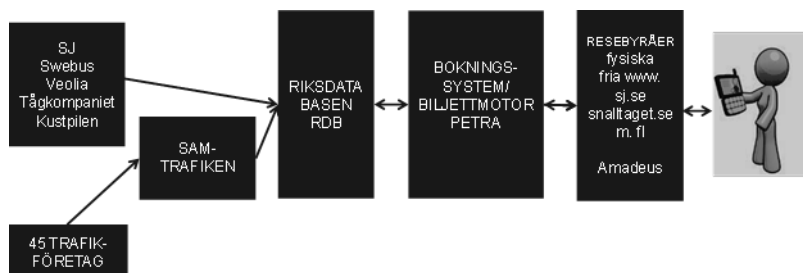 SJ
Swebus
Veolia
Tågkompaniet
Kustpilen
45 TRAFIK-
FÖRETAG
SAM-
TRAFIKEN
RIKSDATA
BASEN
RDB
BOKNINGS-
SYSTEM/
BILJETTMOTOR
PETRA
RESEBYRÅER
fysiska
fria www.
sj.se
snalltaget.se
m. fl
Amadeus